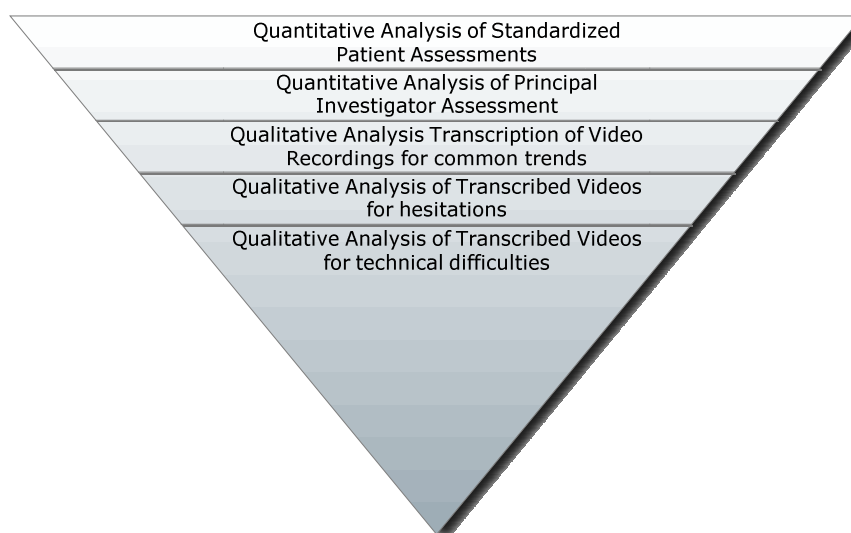 Quantitative Analysis of Standardized
Patient Assessments
Quantitative Analysis of Principal
Investigator Assessment
Qualitative Analysis Transcription of Video
Recordings for common trends
Qualitative Analysis of Transcribed Videos
for hesitations
Qualitative Analysis of Transcribed Videos
for technical difficulties